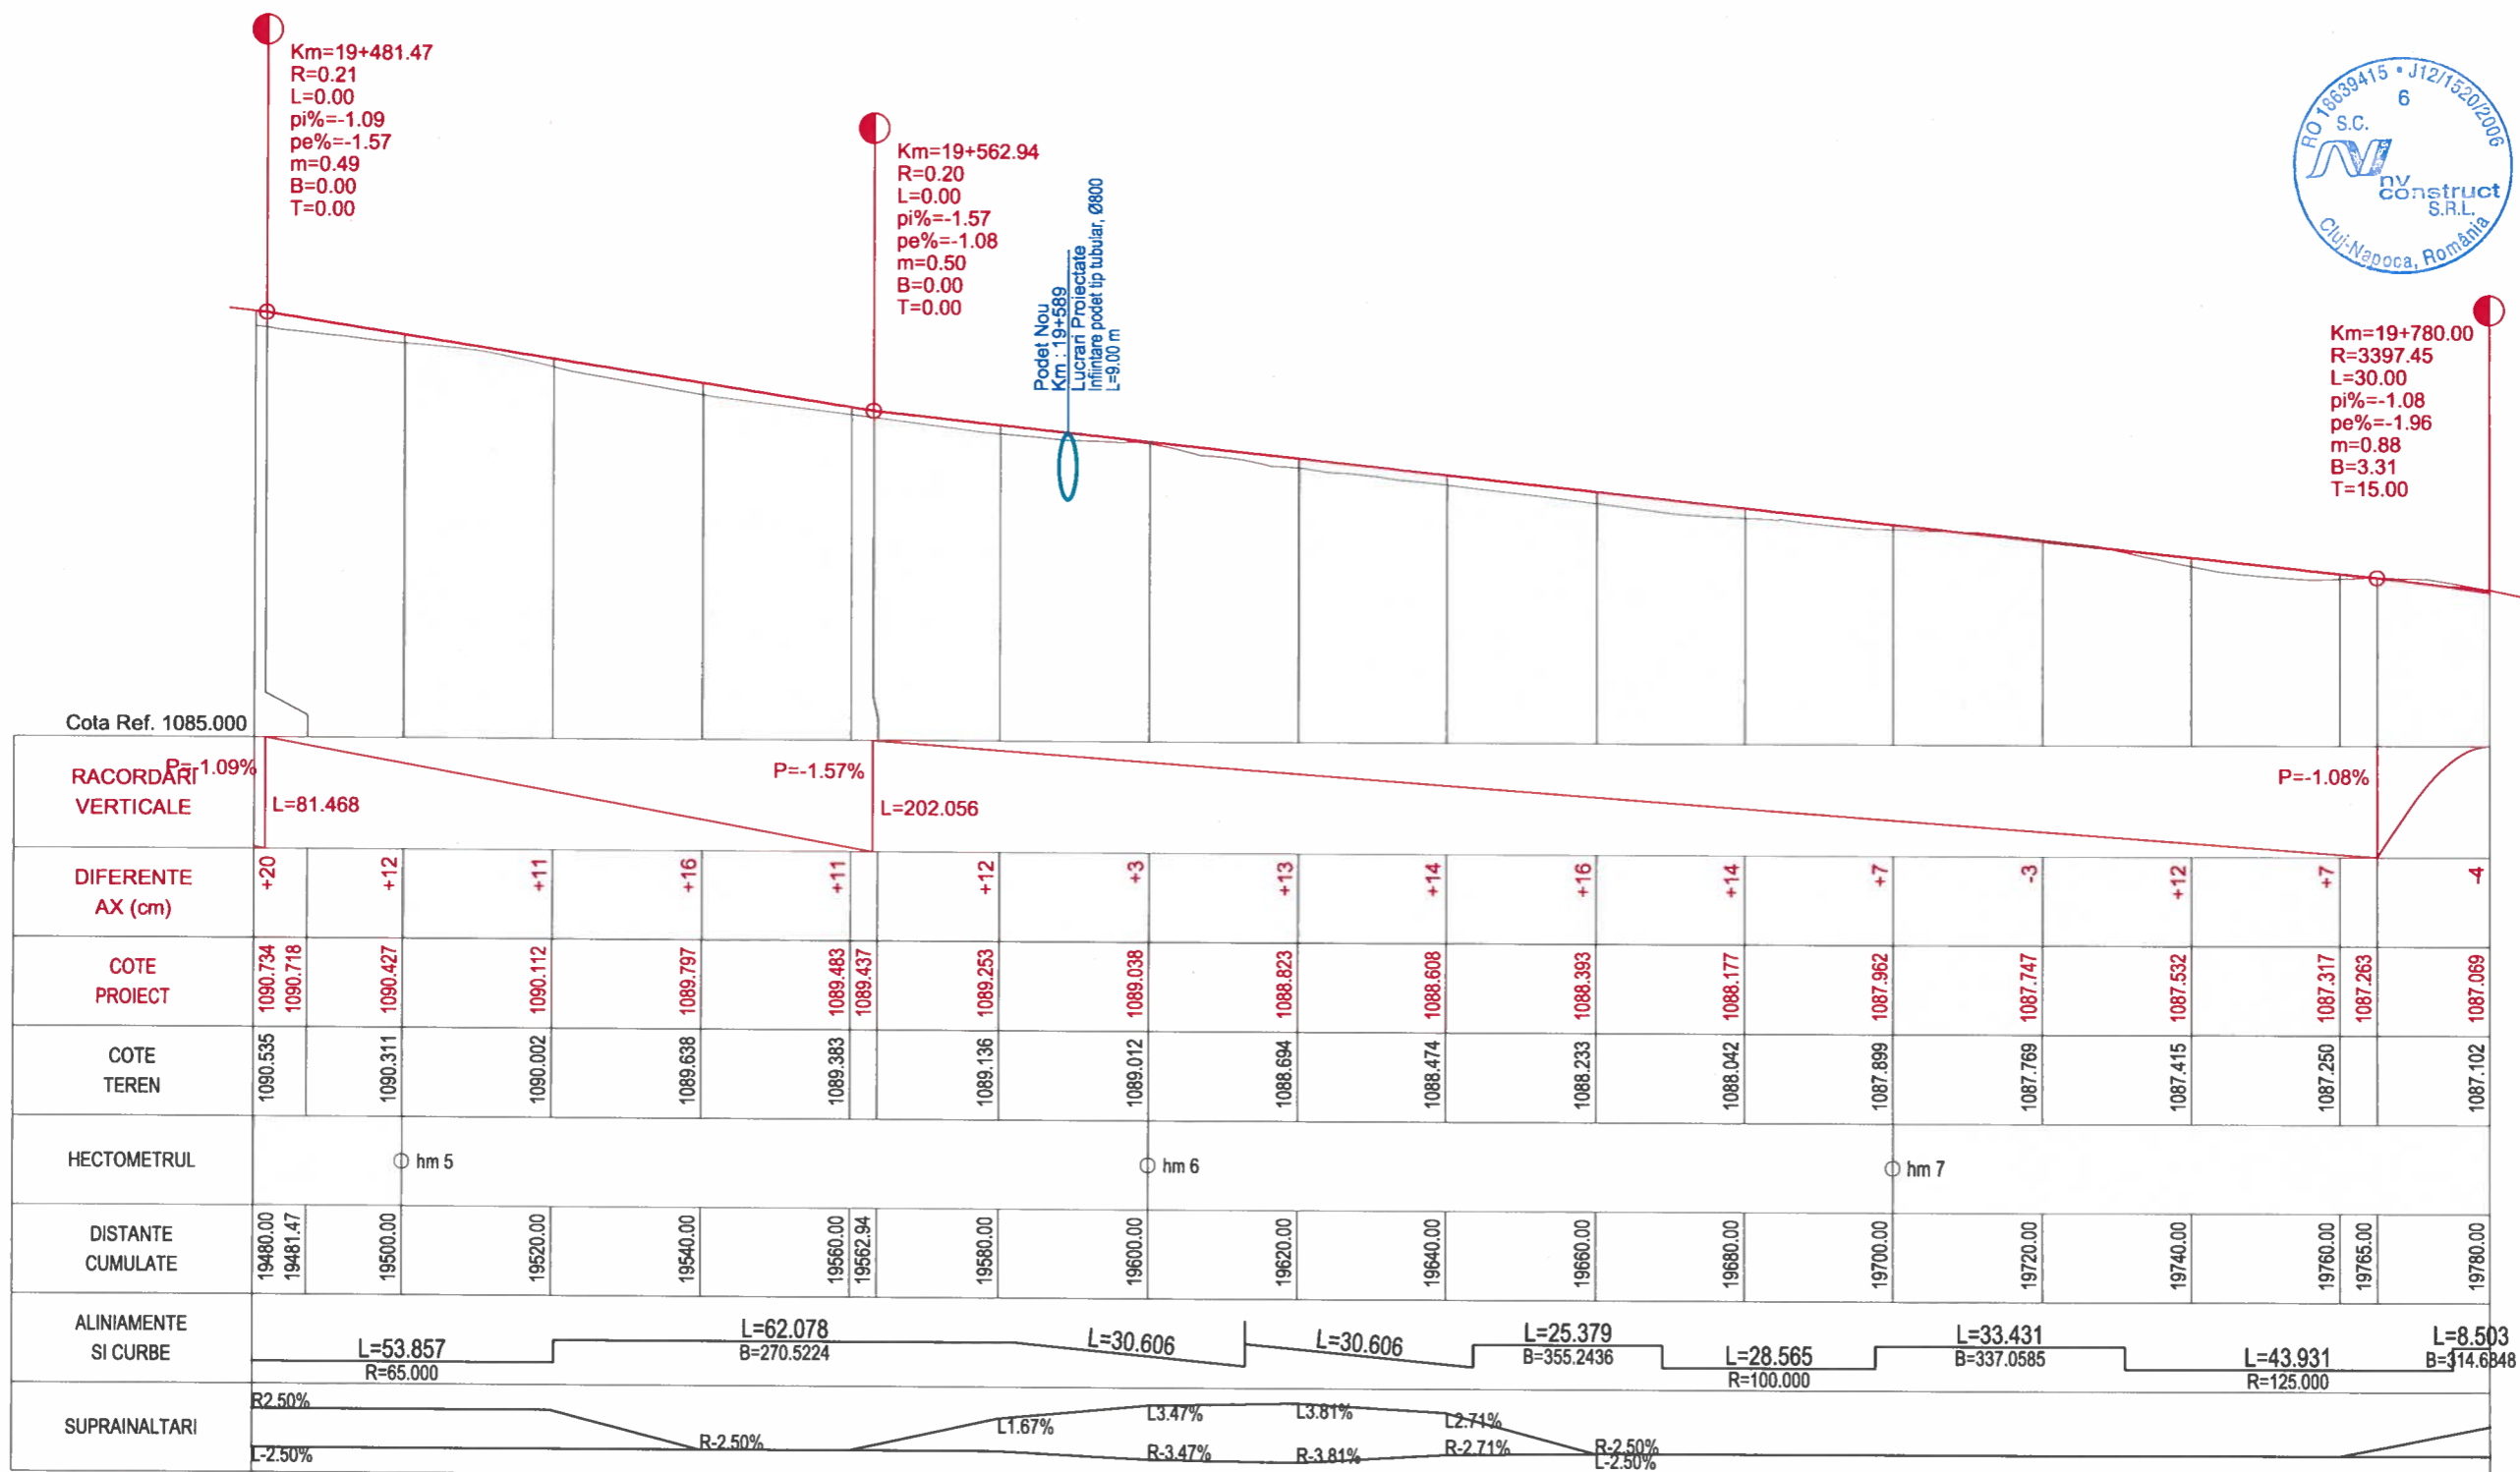 Km=19+481.47
R=0.21
L=0.00
pi%=-1.09
pe%=-1.57
m=0.49
B=0.00
T=0.00
Km=19+562.94
R=0.20
L=0.00
pi%=-1.57
pe%=-1.08
m=0.50
B=0.00
T=0.00
Podet Nou
Km : 19+589
Lucrari Proiectate
Infiintare podet tip tubular, Ø800
L=9.00 m
RO 18639415 * J12/1520/2006
6
S.C.
nv
construct
S.R.L.
Cluj-Napoca, România
Km=19+780.00
R=3397.45
L=30.00
pi%=-1.08
pe%=-1.96
m=0.88
B=3.31
T=15.00
Cota Ref. 1085.000
RACORDARI
VERTICALE
P=-1.09%
L=81.468
P=-1.57%
L=202.056
P=-1.08%
DIFERENTE
AX (cm)
+20 +12 +11 +16 +11 +12 +3 +13 +14 +16 +14 +7 -3 +12 +7 -4
COTE
PROIECT
1090.734 1090.718 1090.427 1090.112 1089.797 1089.483 1089.437 1089.253 1089.038 1088.823 1088.608 1088.393 1088.177 1087.962 1087.747 1087.532 1087.317 1087.263 1087.069
COTE
TEREN
1090.535 1090.311 1090.002 1089.638 1089.383 1089.136 1089.012 1088.694 1088.474 1088.233 1088.042 1087.899 1087.769 1087.415 1087.250 1087.102
HECTOMETRUL
hm 5 hm 6 hm 7
DISTANTE
CUMULATE
19480.00 19481.47 19500.00 19520.00 19540.00 19560.00 19562.94 19580.00 19600.00 19620.00 19640.00 19660.00 19680.00 19700.00 19720.00 19740.00 19760.00 19765.00 19780.00
ALINIAMENTE
SI CURBE
L=53.857
R=65.000
L=62.078
B=270.5224
L=30.606
L=30.606
L=25.379
B=355.2436
L=28.565
R=100.000
L=33.431
B=337.0585
L=43.931
R=125.000
L=8.503
B=314.6848
SUPRAINALTARI
R2.50%
L-2.50%
R-2.50%
L1.67%
L3.47%
R-3.47%
L3.81%
R-3.81%
L2.71%
R-2.71%
R-2.50%
L-2.50%